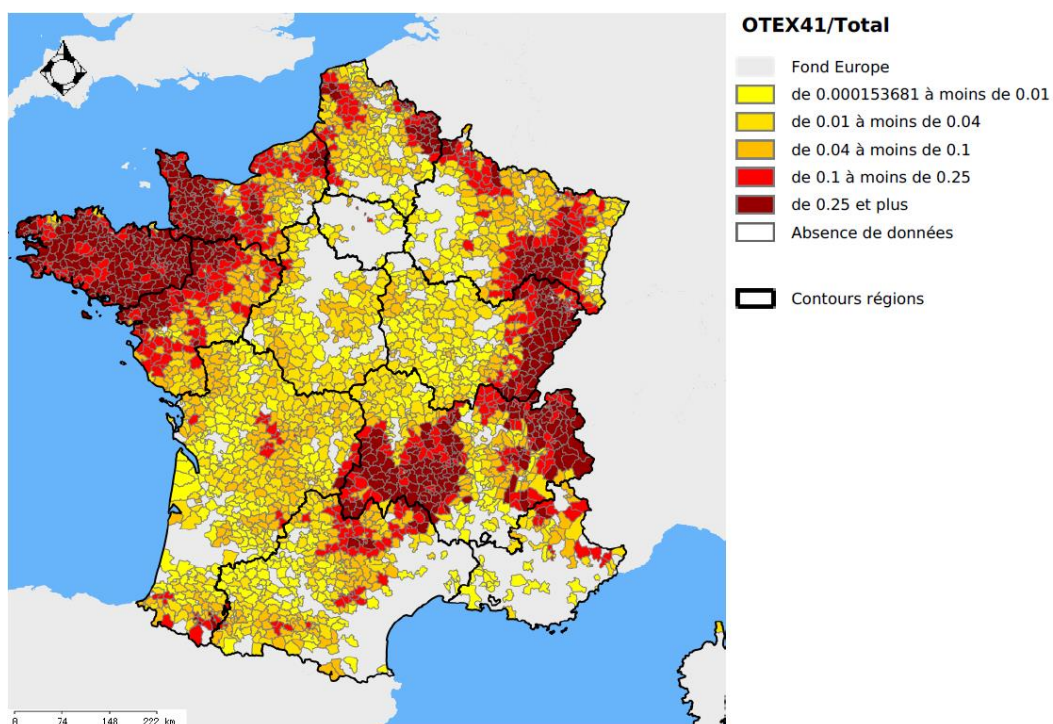 OTEX41/Total
Fond Europe
de 0.000153681 à moins de 0.01
de 0.01 à moins de 0.04
de 0.04 à moins de 0.1
de 0.1 à moins de 0.25
de 0.25 et plus
Absence de données
Contours régions
0 74 148 222 km